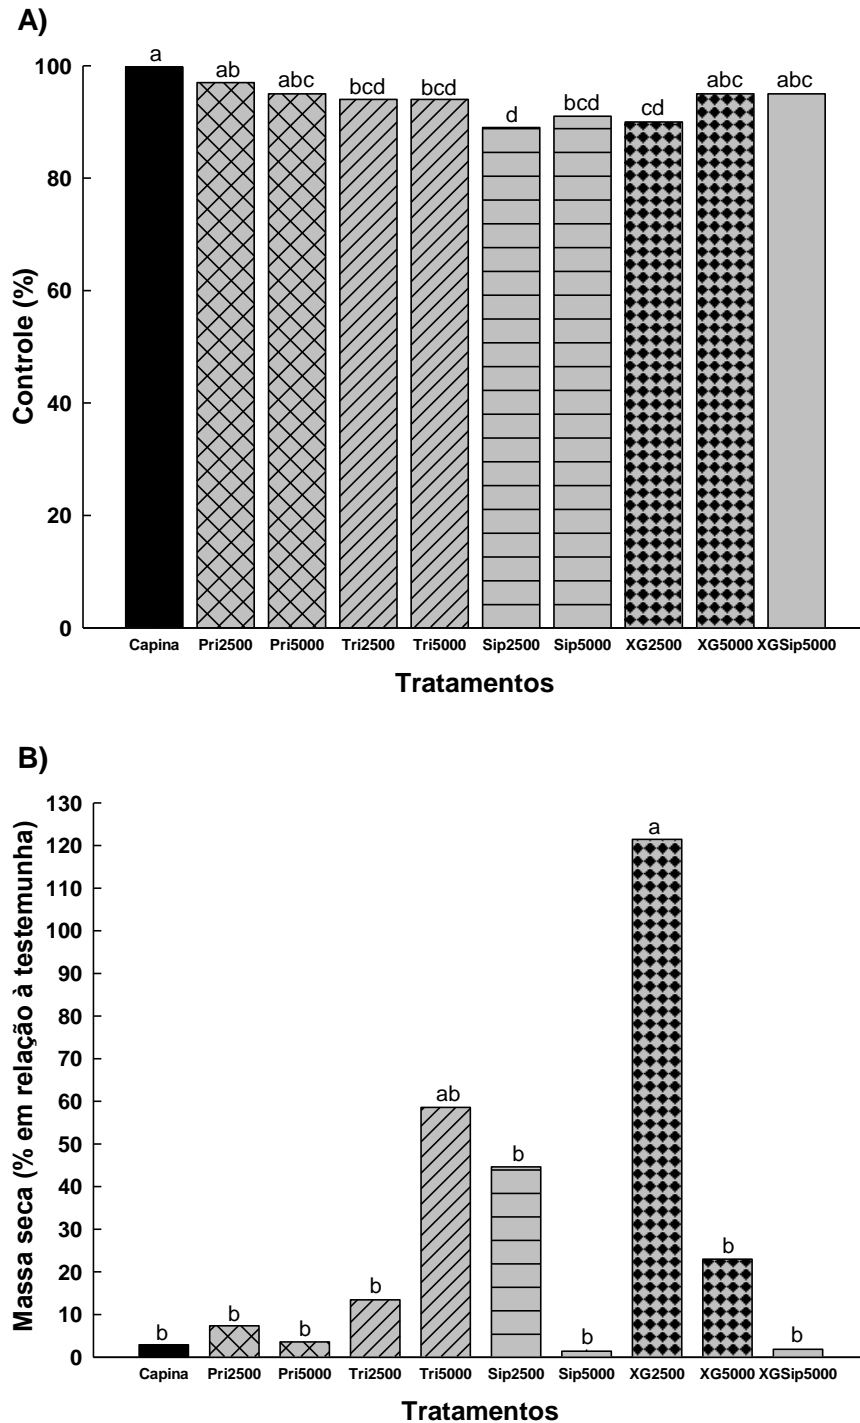 A)
Controle (%)
100
80
60
40
20
0
a
ab
abc
bcd
bcd
d
bcd
cd
abc
abc
Capina Pri2500 Pri5000 Tri2500 Tri5000 Sip2500 Sip5000 XG2500 XG5000 XGSip5000
Tratamentos
B)
Massa seca (% em relação à testemunha)
130
120
110
100
90
80
70
60
50
40
30
20
10
0
b
b
b
b
ab
b
b
a
b
b
Capina Pri2500 Pri5000 Tri2500 Tri5000 Sip2500 Sip5000 XG2500 XG5000 XGSip5000
Tratamentos